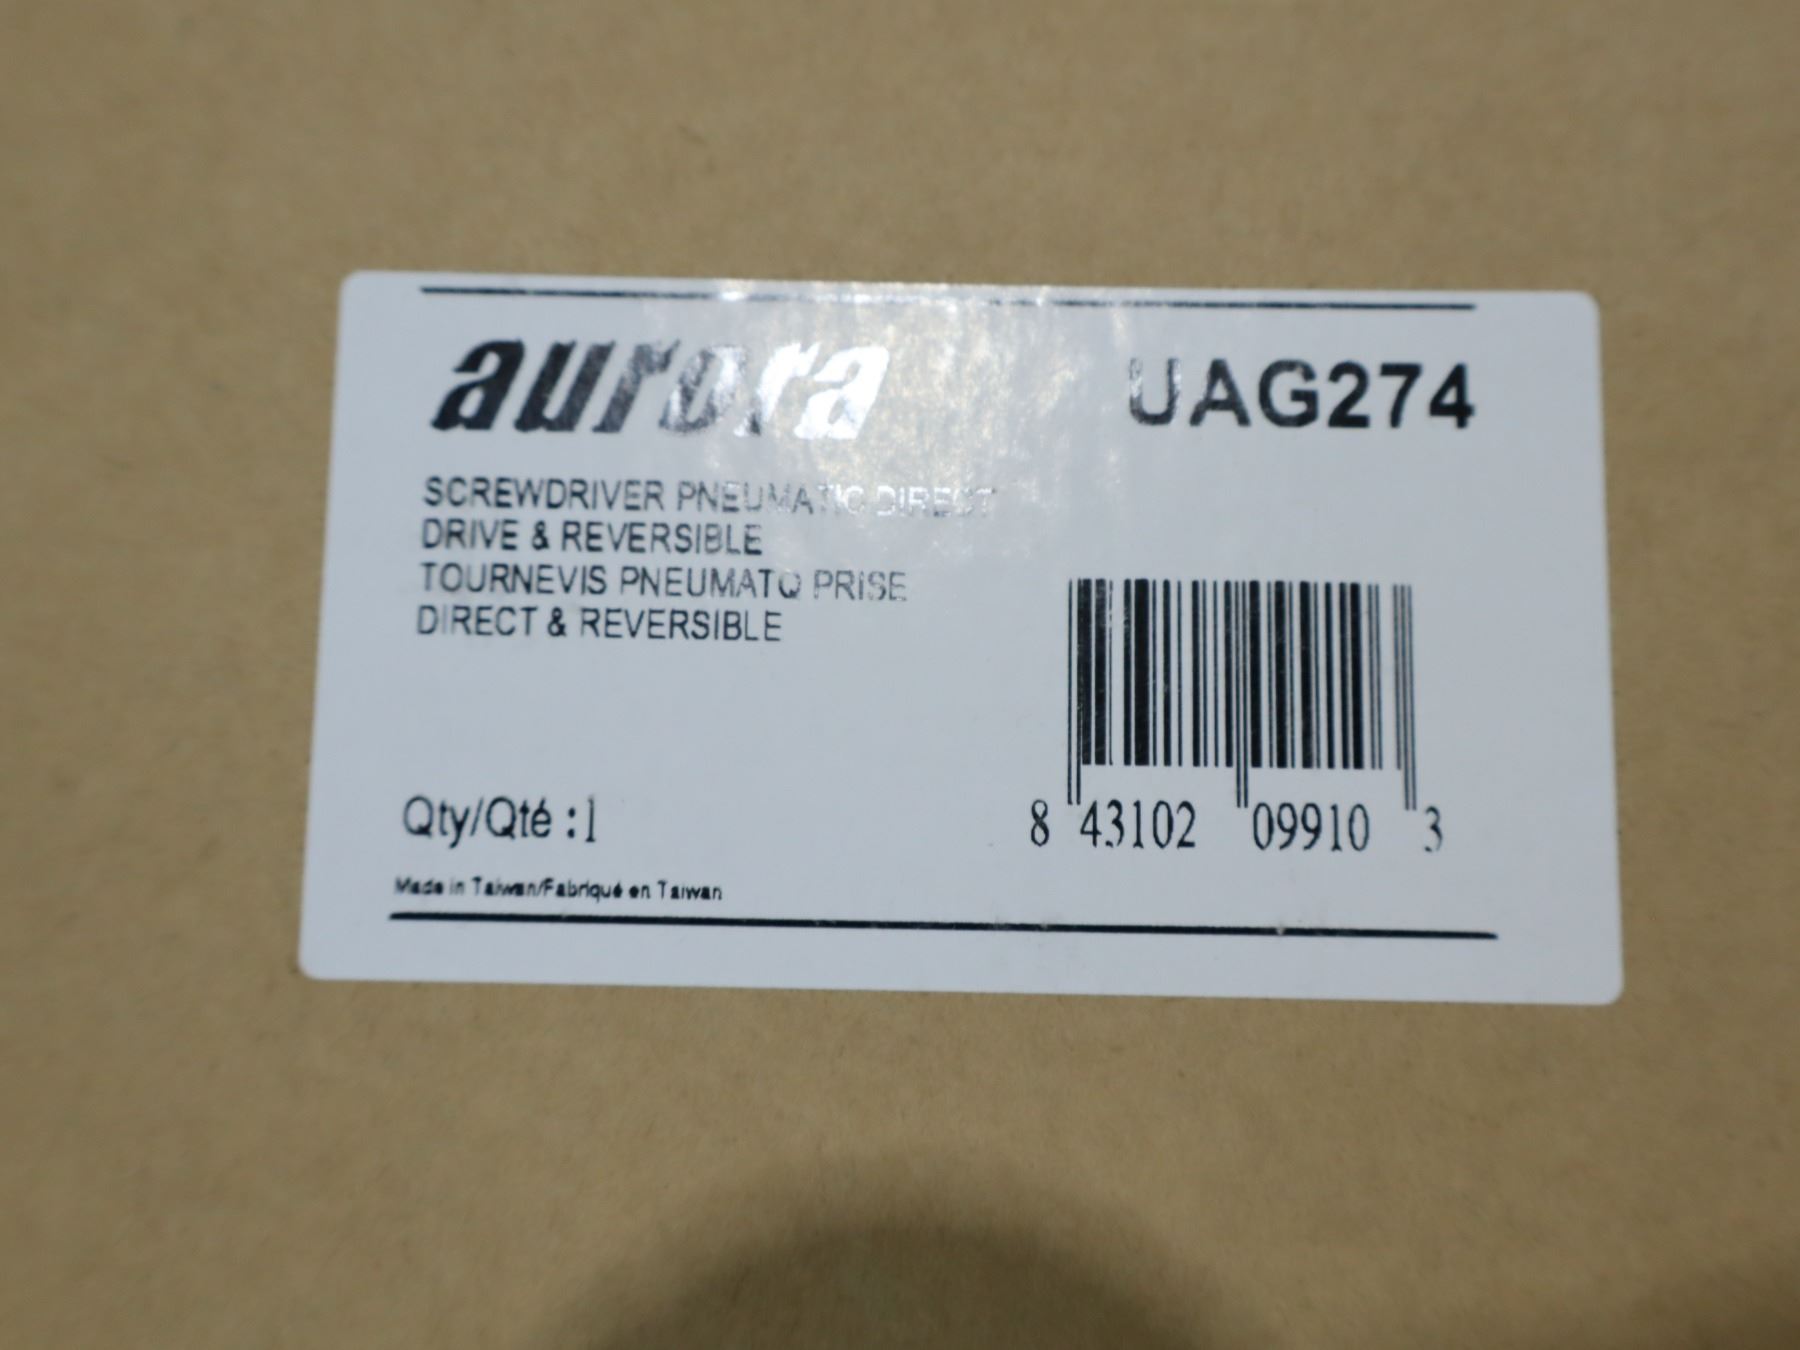 aurora UAG274
SCREWDRIVER PNEUMATIC DIRECT
DRIVE & REVERSIBLE
TOURNEVIS PNEUMATQ PRISE
DIRECT & REVERSIBLE
Qty/Qté :1
8 43102 09910 3
Made in Taiwan/Fabriqué en Taiwan